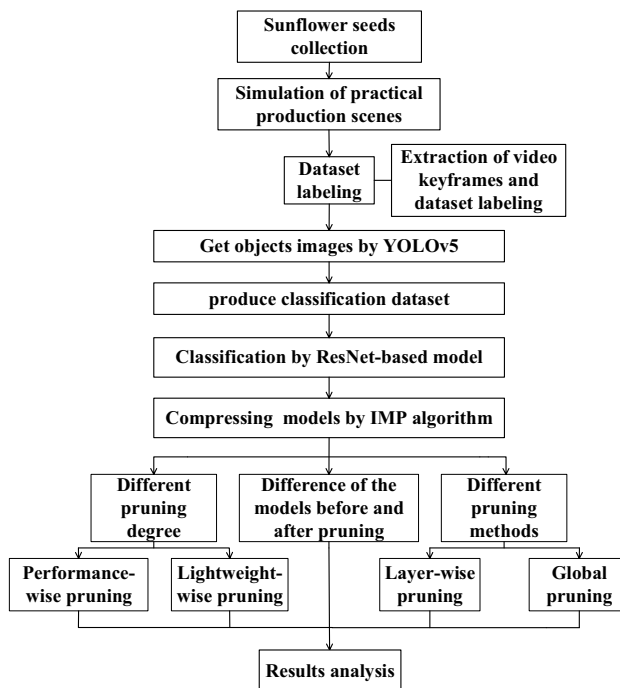 Sunflower seeds
collection
Simulation of practical
production scenes
Dataset
labeling
Extraction of video
keyframes and
dataset labeling
Get objects images by YOLOv5
produce classification dataset
Classification by ResNet-based model
Compressing models by IMP algorithm
Different
pruning
degree
Difference of the
models before and
after pruning
Different
pruning
methods
Performance-
wise pruning
Lightweight-
wise pruning
Layer-wise
pruning
Global
pruning
Results analysis